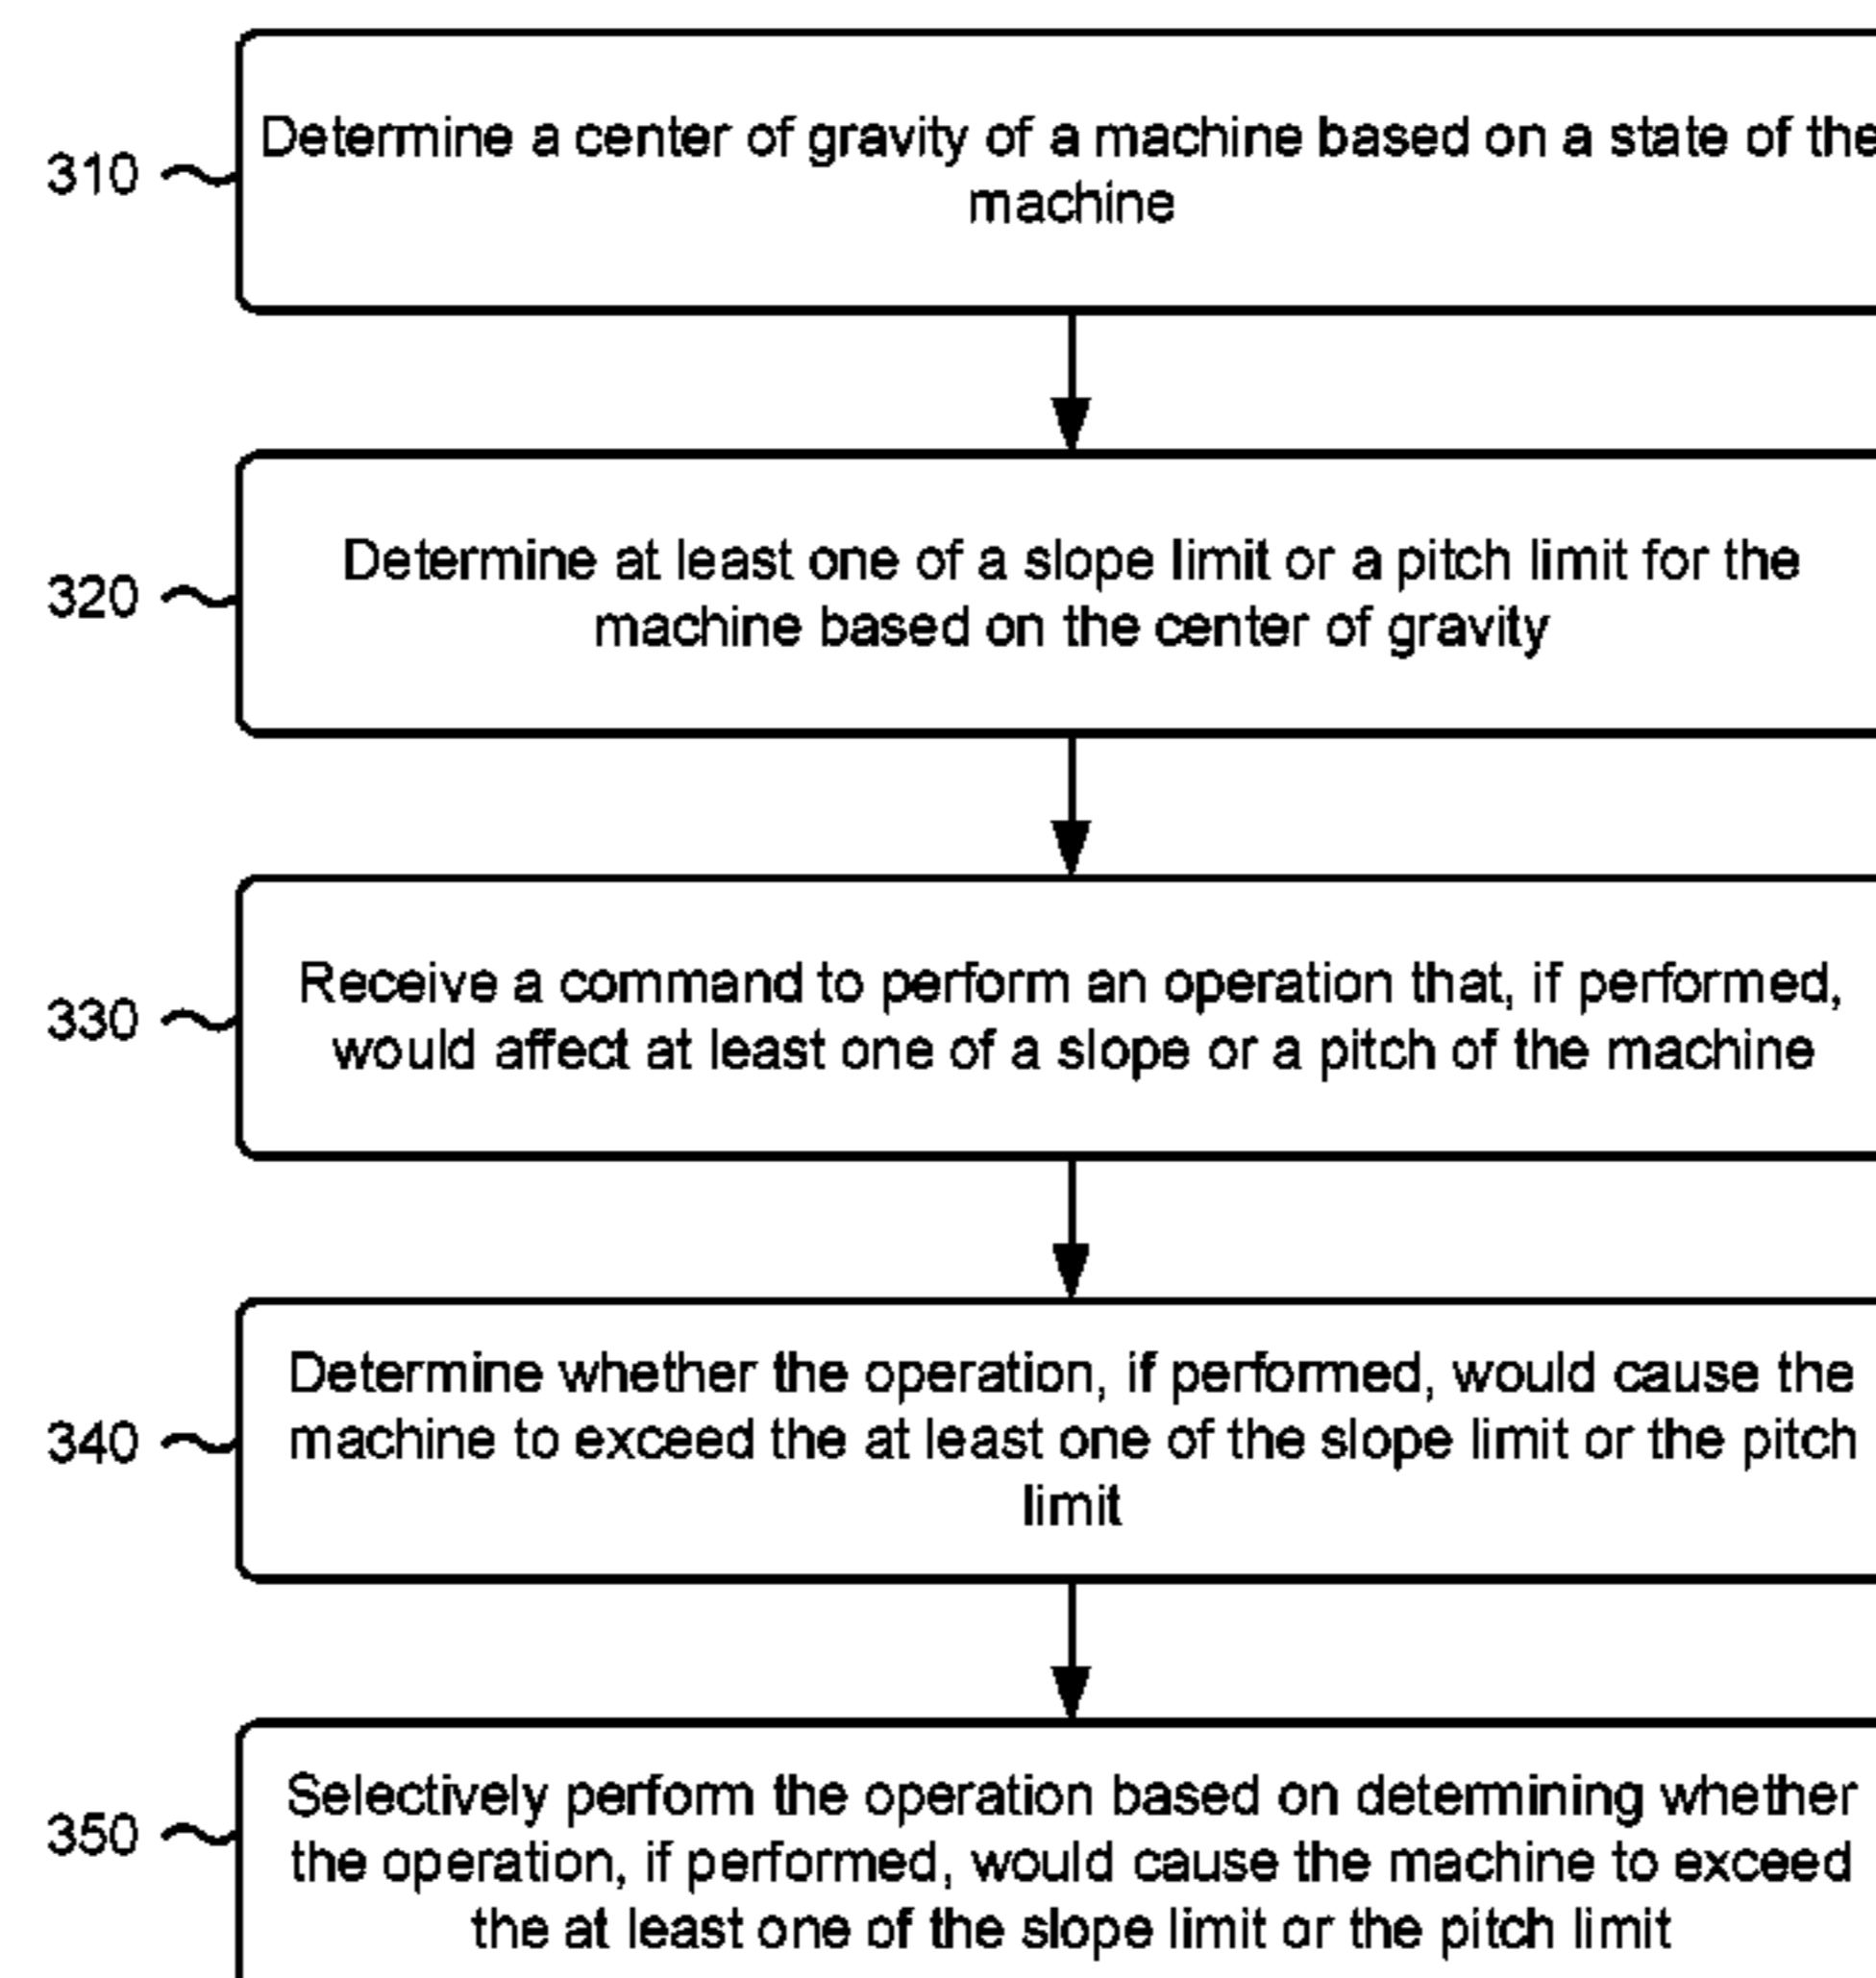 310
Determine a center of gravity of a machine based on a state of the
machine
320
Determine at least one of a slope limit or a pitch limit for the
machine based on the center of gravity
330
Receive a command to perform an operation that, if performed,
would affect at least one of a slope or a pitch of the machine
340
Determine whether the operation, if performed, would cause the
machine to exceed the at least one of the slope limit or the pitch
limit
350
Selectively perform the operation based on determining whether
the operation, if performed, would cause the machine to exceed
the at least one of the slope limit or the pitch limit